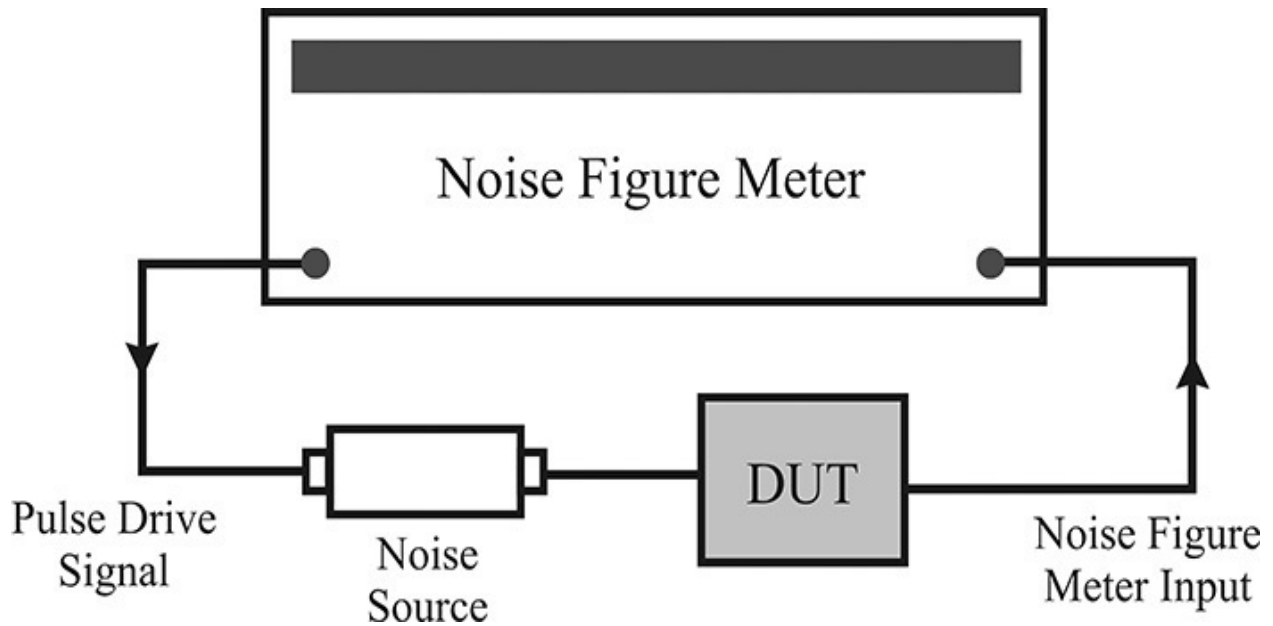 Noise Figure Meter
Pulse Drive
Signal
Noise
Source
DUT
Noise Figure
Meter Input